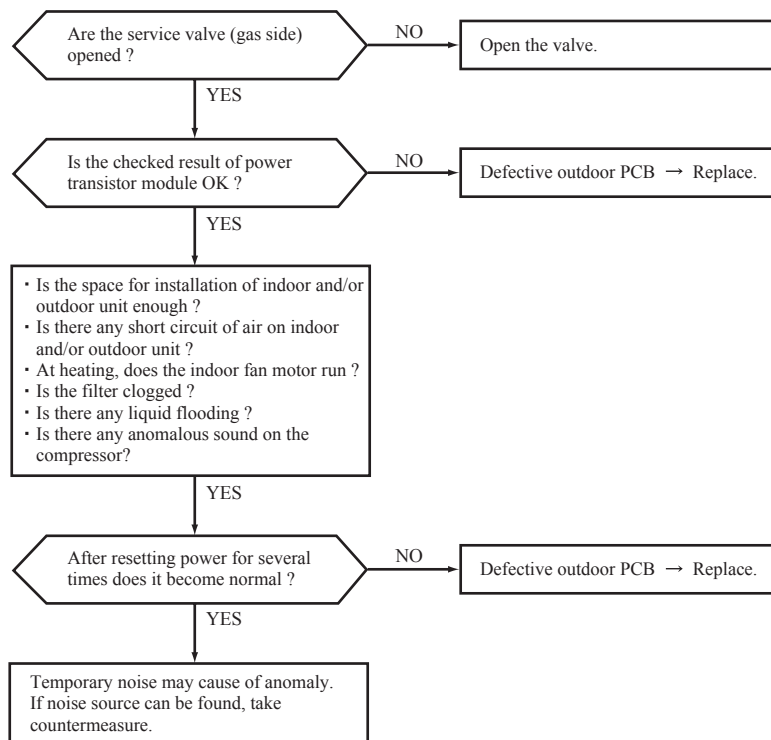 Are the service valve (gas side)
opened ?
NO
Open the valve.
YES
Is the checked result of power
transistor module OK ?
NO
Defective outdoor PCB → Replace.
YES
・Is the space for installation of indoor and/or
outdoor unit enough ?
・Is there any short circuit of air on indoor
and/or outdoor unit ?
・At heating, does the indoor fan motor run ?
・Is the filter clogged ?
・Is there any liquid flooding ?
・Is there any anomalous sound on the
compressor?
YES
After resetting power for several
times does it become normal ?
NO
Defective outdoor PCB → Replace.
YES
Temporary noise may cause of anomaly.
If noise source can be found, take
countermeasure.